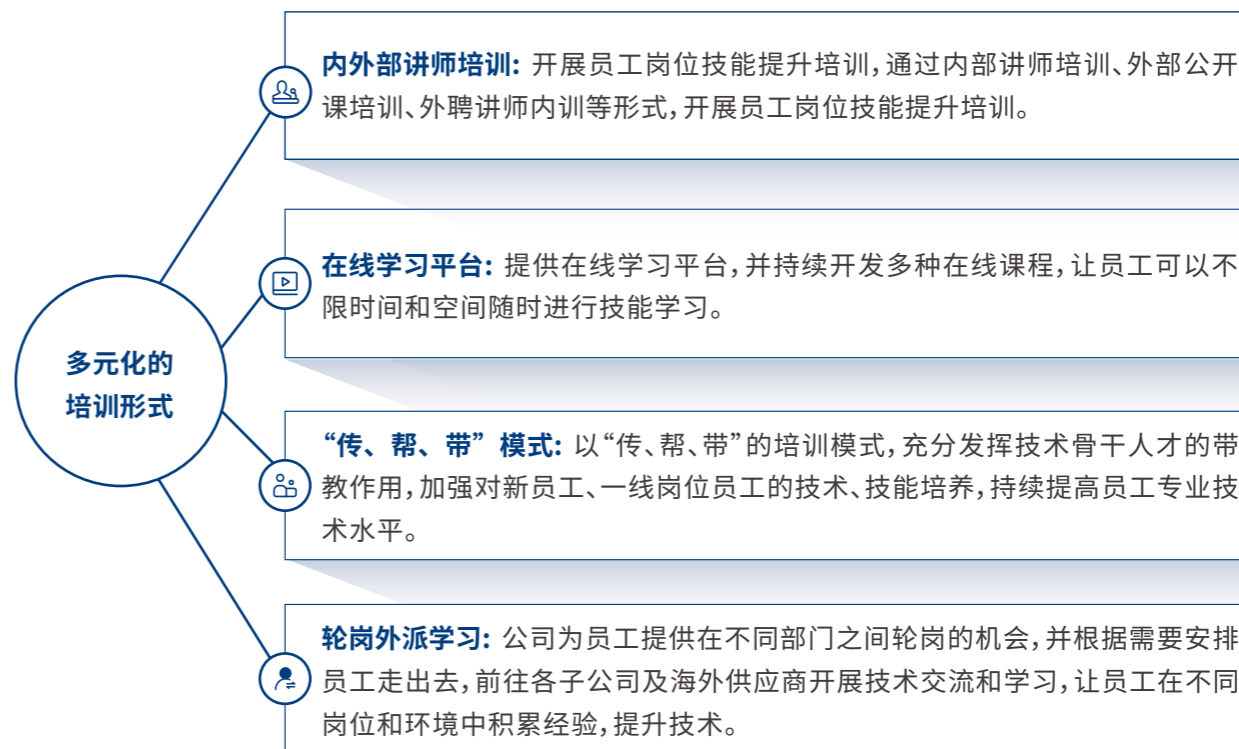 内外部讲师培训: 开展员工岗位技能提升培训,通过内部讲师培训、外部公开
课培训、外聘讲师内训等形式,开展员工岗位技能提升培训。
在线学习平台: 提供在线学习平台,并持续开发多种在线课程,让员工可以不
限时间和空间随时进行技能学习。
多元化的
培训形式
“传、帮、带”模式: 以“传、帮、带”的培训模式,充分发挥技术骨干人才的带
教作用,加强对新员工、一线岗位员工的技术、技能培养,持续提高员工专业技
术水平。
轮岗外派学习: 公司为员工提供在不同部门之间轮岗的机会,并根据需要安排
员工走出去,前往各子公司及海外供应商开展技术交流和学习,让员工在不同
岗位和环境中积累经验,提升技术。